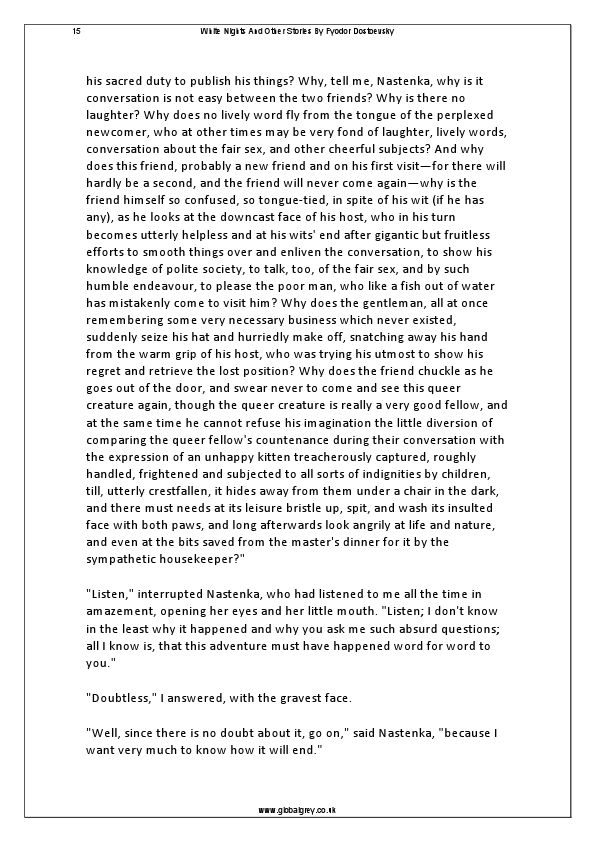 15 White Nights And Other Stories By Fyodor Dostoevsky
his sacred duty to publish his things? Why, tell me, Nastenka, why is it
conversation is not easy between the two friends? Why is there no
laughter? Why does no lively word fly from the tongue of the perplexed
newcomer, who at other times may be very fond of laughter, lively words,
conversation about the fair sex, and other cheerful subjects? And why
does this friend, probably a new friend and on his first visit—for there will
hardly be a second, and the friend will never come again—why is the
friend himself so confused, so tongue-tied, in spite of his wit (if he has
any), as he looks at the downcast face of his host, who in his turn
becomes utterly helpless and at his wits' end after gigantic but fruitless
efforts to smooth things over and enliven the conversation, to show his
knowledge of polite society, to talk, too, of the fair sex, and by such
humble endeavour, to please the poor man, who like a fish out of water
has mistakenly come to visit him? Why does the gentleman, all at once
remembering some very necessary business which never existed,
suddenly seize his hat and hurriedly make off, snatching away his hand
from the warm grip of his host, who was trying his utmost to show his
regret and retrieve the lost position? Why does the friend chuckle as he
goes out of the door, and swear never to come and see this queer
creature again, though the queer creature is really a very good fellow, and
at the same time he cannot refuse his imagination the little diversion of
comparing the queer fellow's countenance during their conversation with
the expression of an unhappy kitten treacherously captured, roughly
handled, frightened and subjected to all sorts of indignities by children,
till, utterly crestfallen, it hides away from them under a chair in the dark,
and there must needs at its leisure bristle up, spit, and wash its insulted
face with both paws, and long afterwards look angrily at life and nature,
and even at the bits saved from the master's dinner for it by the
sympathetic housekeeper?"
"Listen," interrupted Nastenka, who had listened to me all the time in
amazement, opening her eyes and her little mouth. "Listen; I don't know
in the least why it happened and why you ask me such absurd questions;
all I know is, that this adventure must have happened word for word to
you."
"Doubtless," I answered, with the gravest face.
"Well, since there is no doubt about it, go on," said Nastenka, "because I
want very much to know how it will end."
www.globalgrey.co.uk